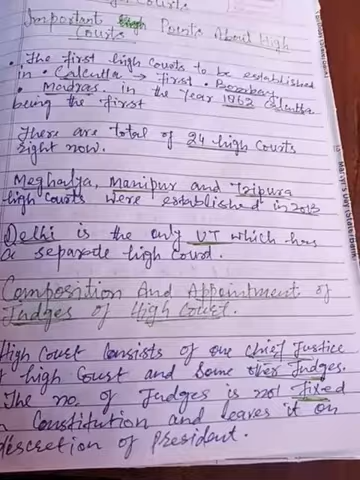 Important high Points About High
Courts
• The first high Courts to be established
in • Calcutta → first • Bombay
• Madras. in the Year 1862 Calcutta
being the first
There are total of 24 high Courts
right now.
Meghalya, Manipur and Tripura
high Courts were established in 2013
Delhi is the only UT which has
a separate high Court.
Composition And Appointment of
Judges of High Court.
High Court Consists of one chief Justice
high Court and Some other Judges.
The no. of Judges is not fixed
Constitution and leaves it on
discretion of President.